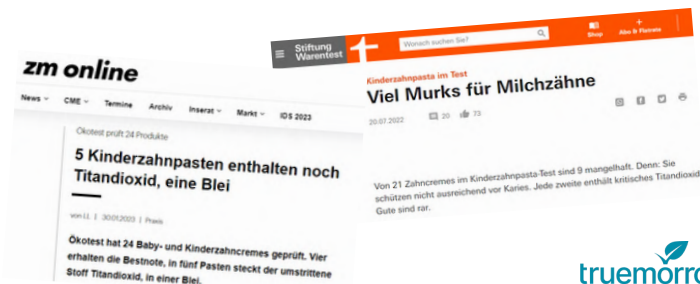 zm online
News
CME
Termine
Archiv
Inserat
Markt
IDS 2023
Ökotest prüft 24 Produkte
5 Kinderzahnpasten enthalten noch
Titandioxid, eine Blei
von LL | 30.01.2023 | Praxis
Ökotest hat 24 Baby- und Kinderzahncremes geprüft. Vier
erhalten die Bestnote, in fünf Pasten steckt der umstrittene
Stoff Titandioxid, in einer Blei.
Stiftung
Warentest
Wonach suchen Sie?
Shop
Abo & Flatrate
Kinderzahnpasta im Test
Viel Murks für Milchzähne
20.07.2022
20
73
Von 21 Zahncremes im Kinderzahnpasta-Test sind 9 mangelhaft. Denn: Sie
schützen nicht ausreichend vor Karies. Jede zweite enthält kritisches Titandioxid
Gute sind rar.
truemorro